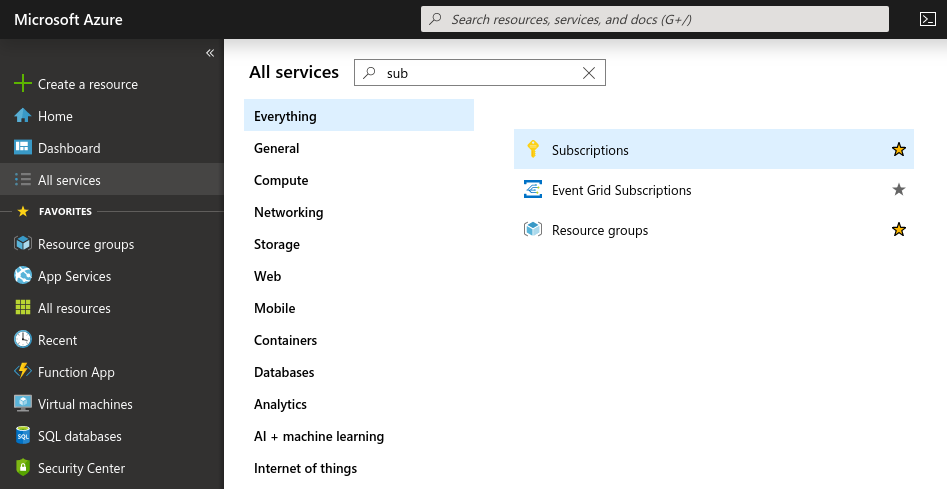 Microsoft Azure
Search resources, services, and docs (G+/)
«
Create a resource
Home
Dashboard
All services
FAVORITES
Resource groups
App Services
All resources
Recent
Function App
Virtual machines
SQL databases
Security Center
All services
sub
Everything
General
Compute
Networking
Storage
Web
Mobile
Containers
Databases
Analytics
AI + machine learning
Internet of things
Subscriptions
Event Grid Subscriptions
Resource groups